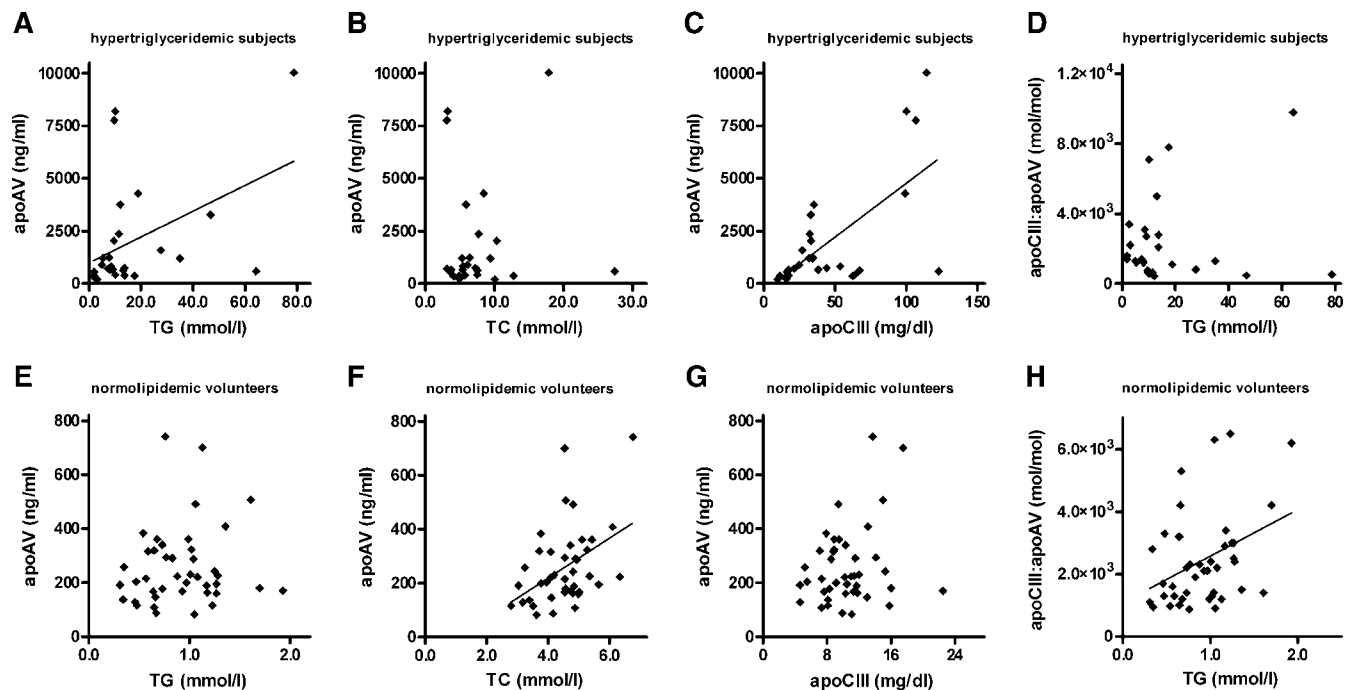 A
hypertriglyceridemic subjects
apoAV (ng/ml)
10000
7500
5000
2500
0
0.0 20.0 40.0 60.0 80.0
TG (mmol/l)
B
hypertriglyceridemic subjects
apoAV (ng/ml)
10000
7500
5000
2500
0
0.0 10.0 20.0 30.0
TC (mmol/l)
C
hypertriglyceridemic subjects
apoAV (ng/ml)
10000
7500
5000
2500
0
0 50 100 150
apoCIII (mg/dl)
D
hypertriglyceridemic subjects
apoCIII:apoAV (mol/mol)
1.2×10⁴
8.0×10³
4.0×10³
0
0 20 40 60 80
TG (mmol/l)
E
normolipidemic volunteers
apoAV (ng/ml)
800
600
400
200
0
0.0 1.0 2.0
TG (mmol/l)
F
normolipidemic volunteers
apoAV (ng/ml)
800
600
400
200
0
0.0 2.0 4.0 6.0
TC (mmol/l)
G
normolipidemic volunteers
apoAV (ng/ml)
800
600
400
200
0
0 8 16 24
apoCIII (mg/dl)
H
normolipidemic volunteers
apoCIII:apoAV (mol/mol)
6.0×10³
4.0×10³
2.0×10³
0
0.0 1.0 2.0
TG (mmol/l)